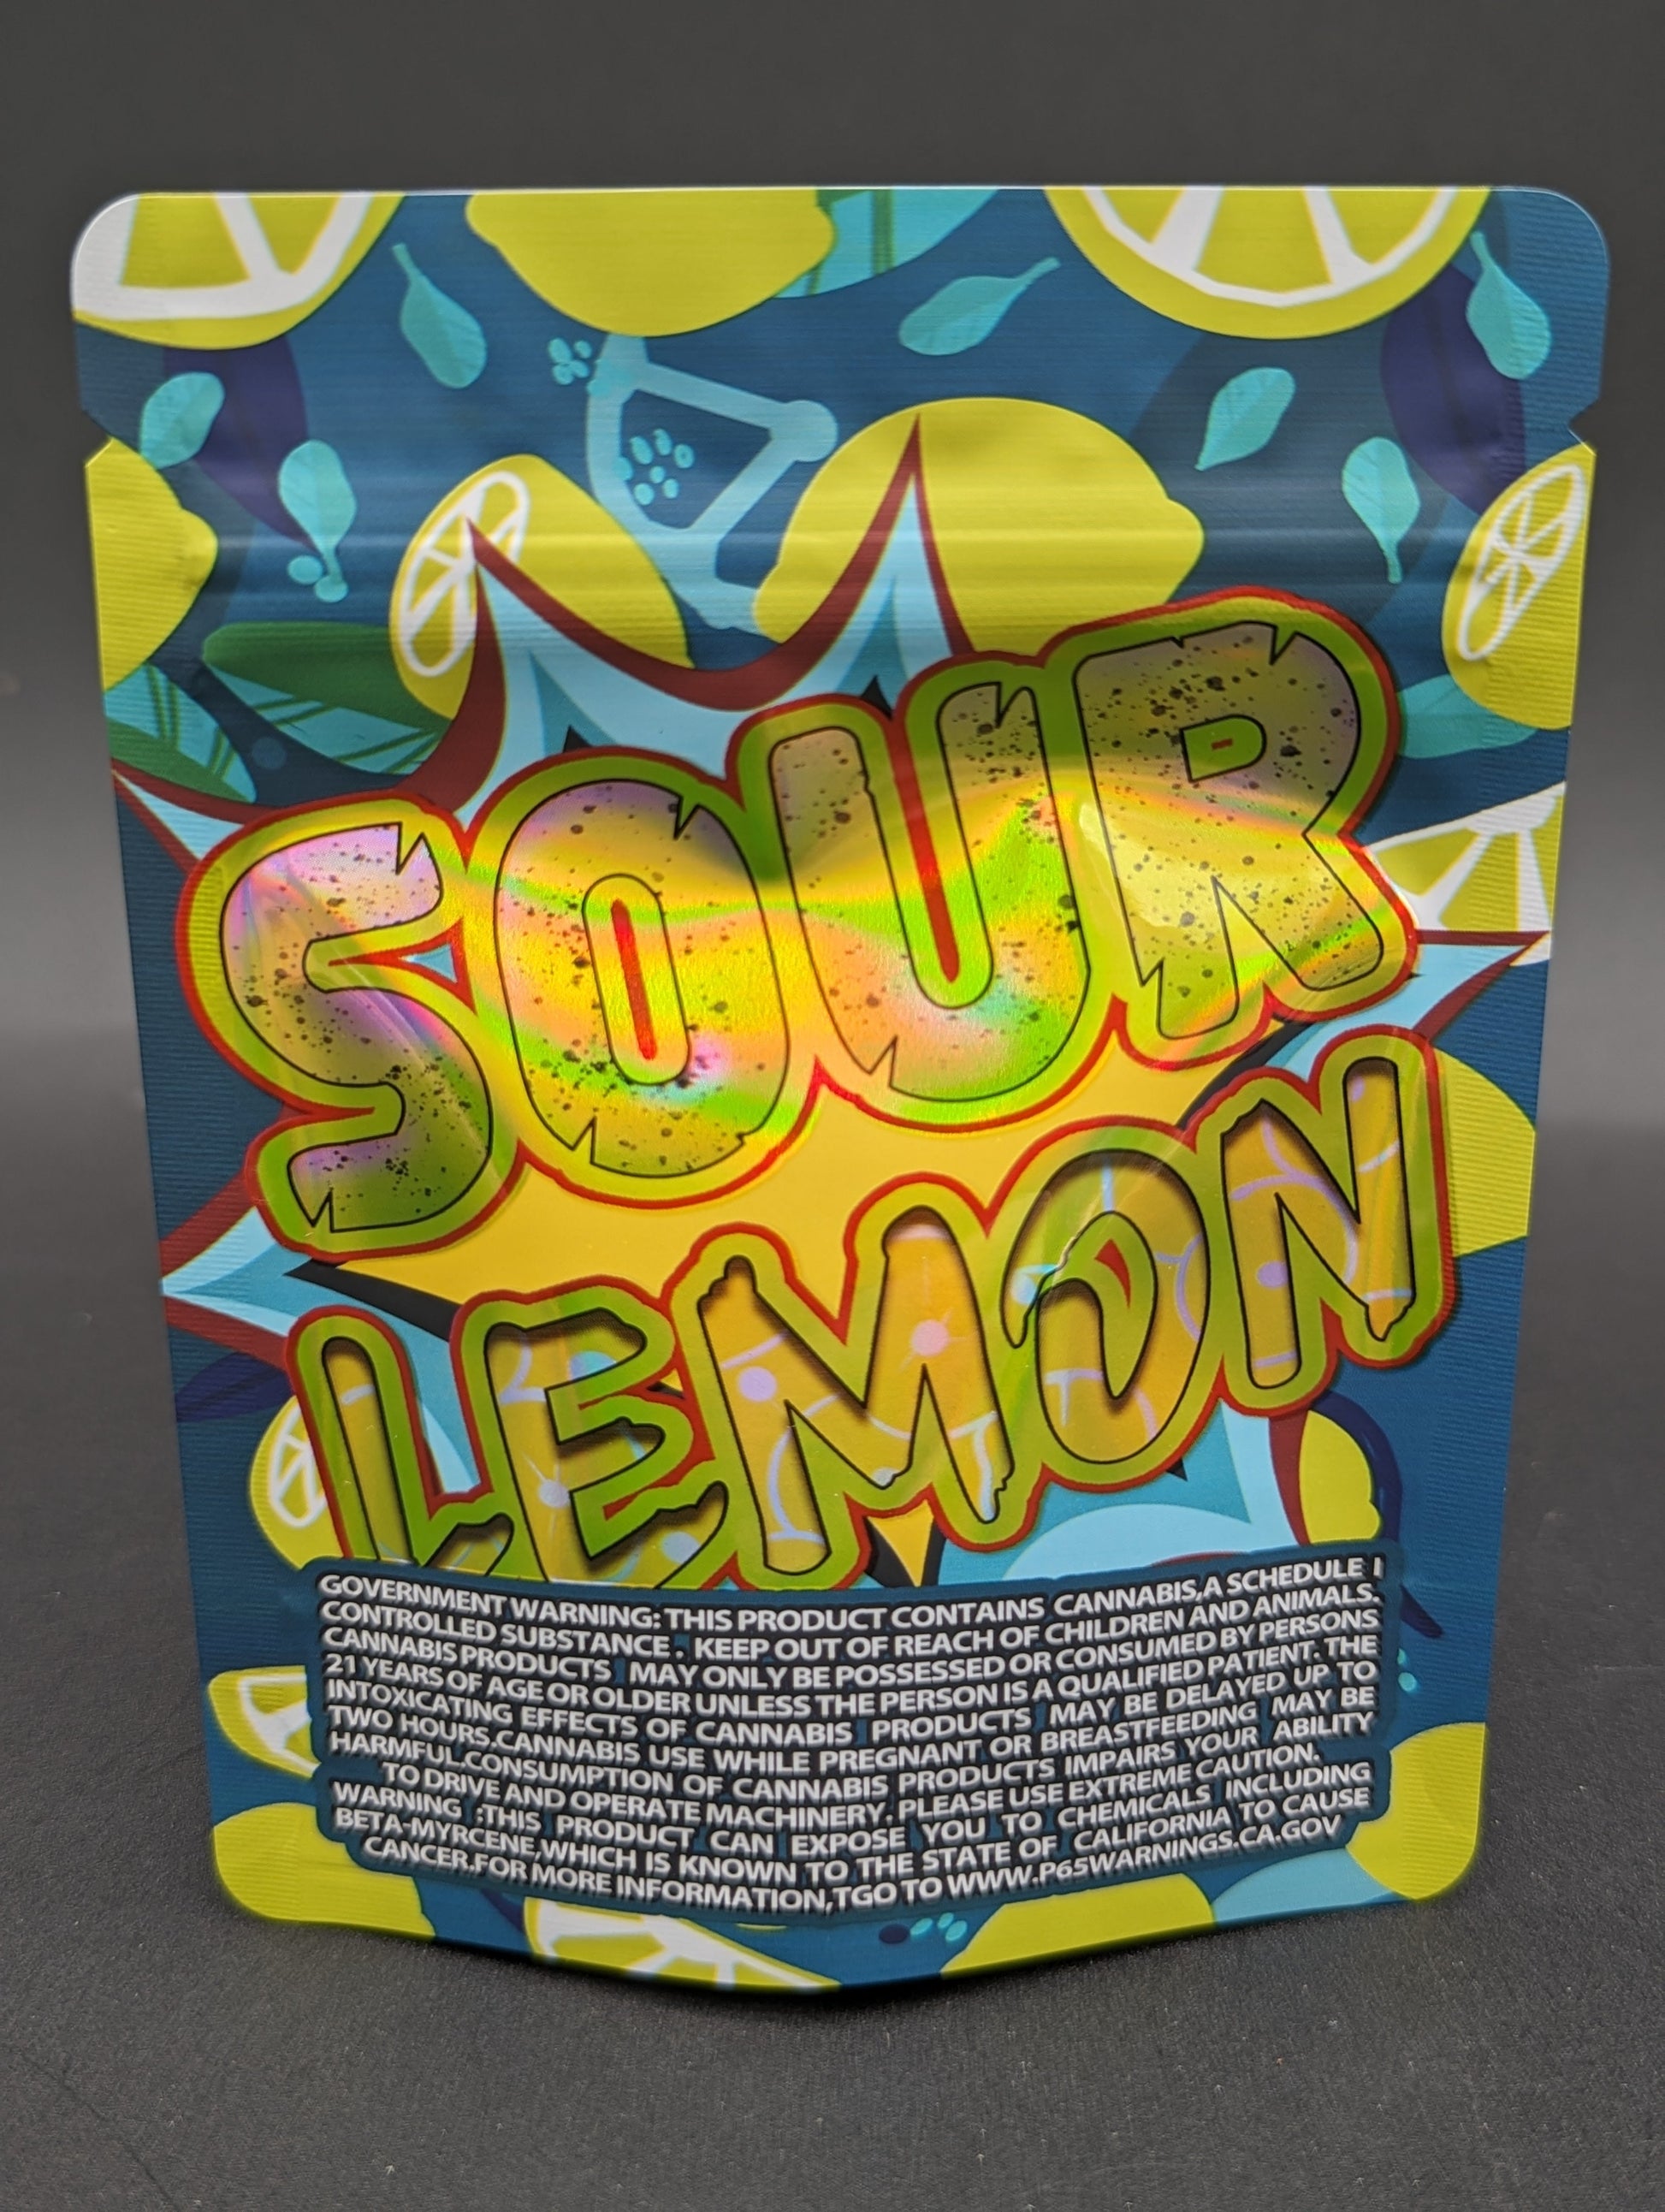 SOUR
LEMON
GOVERNMENT WARNING: THIS PRODUCT CONTAINS CANNABIS,A SCHEDULE I
CONTROLLED SUBSTANCE . KEEP OUT OF REACH OF CHILDREN AND ANIMALS.
CANNABIS PRODUCTS MAY ONLY BE POSSESSED OR CONSUMED BY PERSONS
21 YEARS OF AGE OR OLDER UNLESS THE PERSON IS A QUALIFIED PATIENT. THE
INTOXICATING EFFECTS OF CANNABIS PRODUCTS MAY BE DELAYED UP TO
TWO HOURS.CANNABIS USE WHILE PREGNANT OR BREASTFEEDING MAY BE
HARMFUL.CONSUMPTION OF CANNABIS PRODUCTS IMPAIRS YOUR ABILITY
TO DRIVE AND OPERATE MACHINERY. PLEASE USE EXTREME CAUTION.
WARNING :THIS PRODUCT CAN EXPOSE YOU TO CHEMICALS INCLUDING
BETA-MYRCENE,WHICH IS KNOWN TO THE STATE OF CALIFORNIA TO CAUSE
CANCER.FOR MORE INFORMATION,TGO TO WWW.P65WARNINGS.CA.GOV